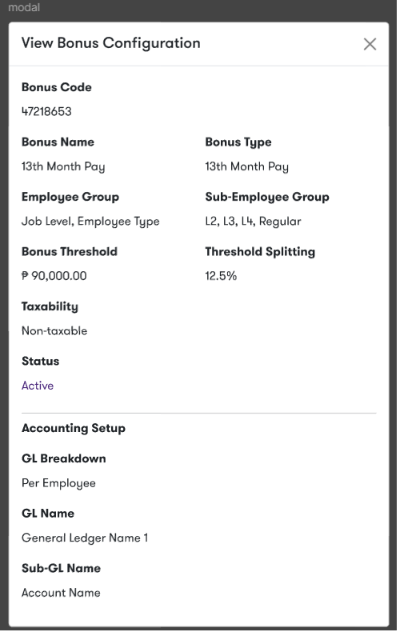 modal
View Bonus Configuration
Bonus Code
47218653
Bonus Name Bonus Type
13th Month Pay 13th Month Pay
Employee Group Sub-Employee Group
Job Level, Employee Type L2, L3, L4, Regular
Bonus Threshold Threshold Splitting
₱ 90,000.00 12.5%
Taxability
Non-taxable
Status
Active
Accounting Setup
GL Breakdown
Per Employee
GL Name
General Ledger Name 1
Sub-GL Name
Account Name